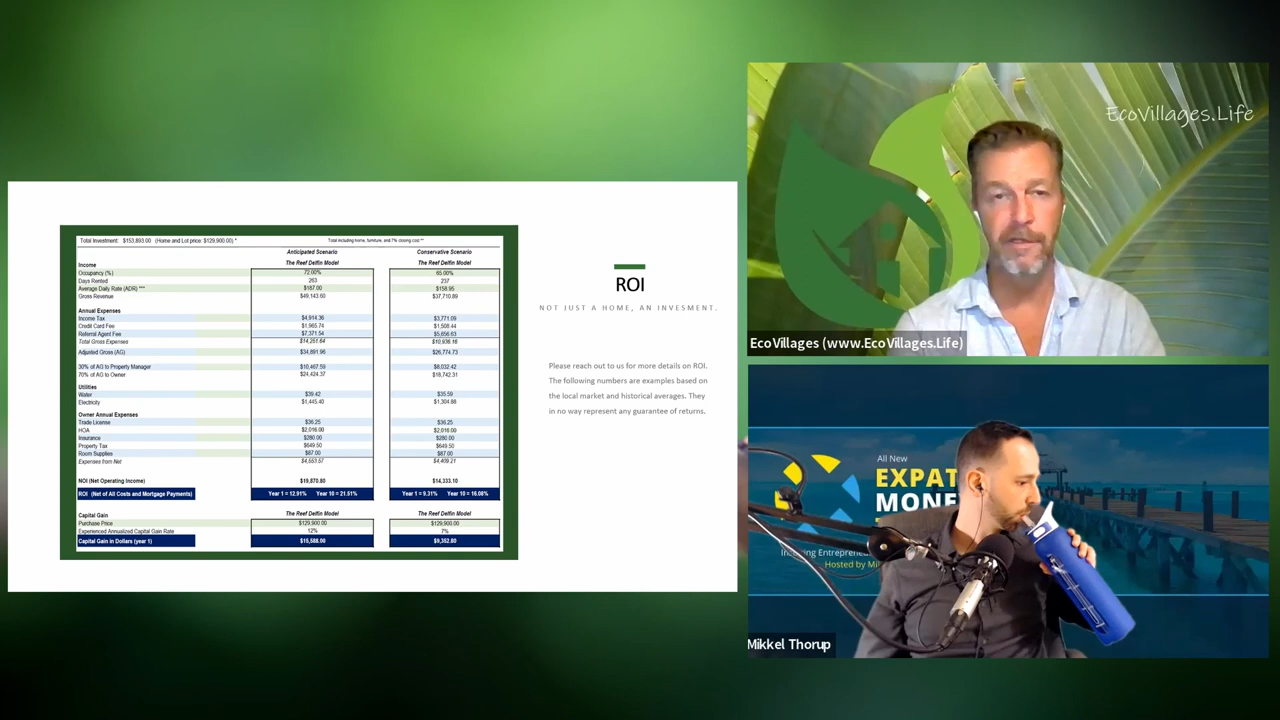 Total Investment: $153,893.00 (Home and Lot price: $129,900.00) * Total including home, furniture, and 7% closing cost **
Anticipated Scenario Conservative Scenario
Income The Reef Delfin Model The Reef Delfin Model
Occupancy (%) 72.00% 65.00%
Days Rented 263 237
Average Daily Rate (ADR) *** $187.00 $158.95
Gross Revenue $49,143.60 $37,710.89
Annual Expenses
Income Tax $4,914.36 $3,771.09
Credit Card Fee $1,965.74 $1,508.44
Referral Agent Fee $7,371.54 $5,656.63
Total Gross Expenses $14,251.64 $10,936.16
Adjusted Gross (AG) $34,891.96 $26,774.73
30% of AG to Property Manager $10,467.59 $8,032.42
70% of AG to Owner $24,424.37 $18,742.31
Utilities
Water $39.42 $35.59
Electricity $1,445.40 $1,304.88
Owner Annual Expenses
Trade License $36.25 $36.25
HOA $2,016.00 $2,016.00
Insurance $280.00 $280.00
Property Tax $649.50 $649.50
Room Supplies $87.00 $87.00
Expenses from Net $4,553.57 $4,409.21
NOI (Net Operating Income) $19,870.80 $14,333.10
ROI (Net of All Costs and Mortgage Payments) Year 1 = 12.91% Year 10 = 21.51% Year 1 = 9.31% Year 10 = 16.08%
Capital Gain The Reef Delfin Model The Reef Delfin Model
Purchase Price $129,900.00 $129,900.00
Experienced Annualized Capital Gain Rate 12% 7%
Capital Gain in Dollars (year 1) $15,588.00 $9,352.80
ROI
NOT JUST A HOME, AN INVESMENT.
Please reach out to us for more details on ROI.
The following numbers are examples based on
the local market and historical averages. They
in no way represent any guarantee of returns.
EcoVillages.Life
EcoVillages (www.EcoVillages.Life)
All New
EXPAT
MONEY
Hosted by
Mikkel Thorup